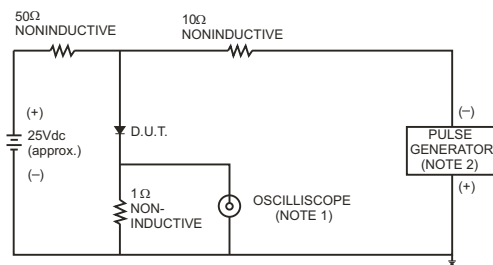 50Ω
NONINDUCTIVE
10Ω
NONINDUCTIVE
(+)
25Vdc
(approx.)
(–)
D.U.T.
1Ω
NON-
INDUCTIVE
OSCILLISCOPE
(NOTE 1)
(–)
PULSE
GENERATOR
(NOTE 2)
(+)